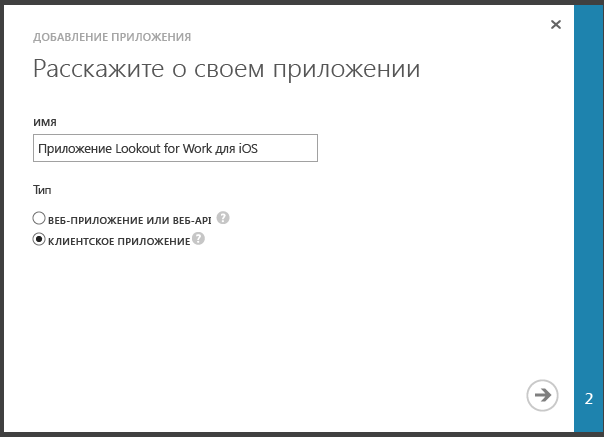 ДОБАВЛЕНИЕ ПРИЛОЖЕНИЯ
Расскажите о своем приложении
ИМЯ
Приложение Lookout for Work для iOS
Тип
ВЕБ-ПРИЛОЖЕНИЕ ИЛИ ВЕБ-API ?
КЛИЕНТСКОЕ ПРИЛОЖЕНИЕ ?
2